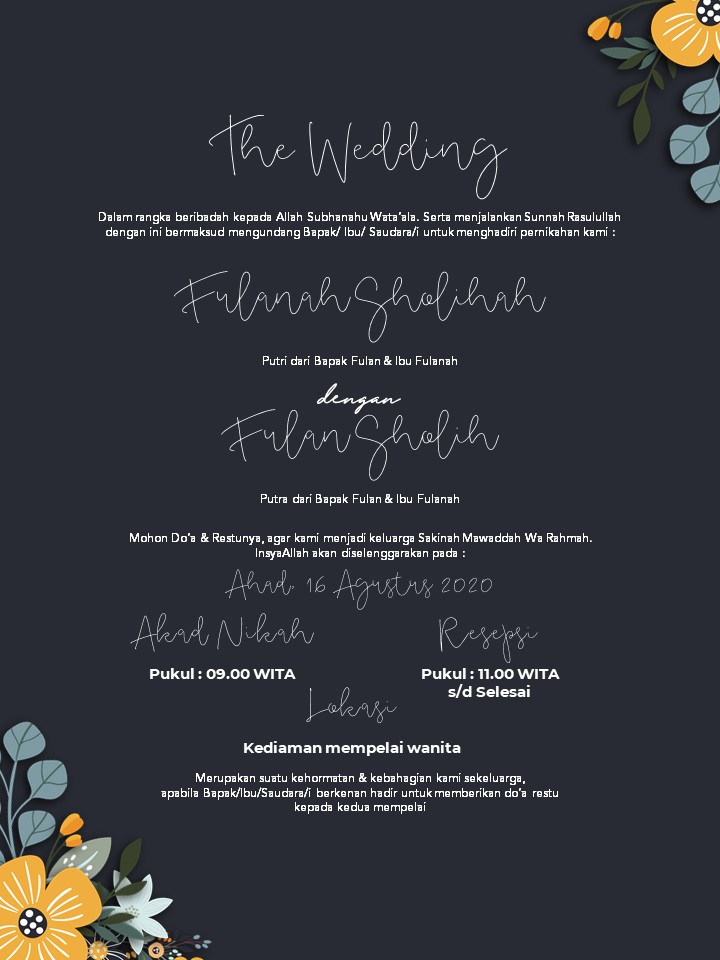 The Wedding
Dalam rangka beribadah kepada Allah Subhanahu Wata'ala. Serta menjalankan Sunnah Rasulullah
dengan ini bermaksud mengundang Bapak/ Ibu/ Saudara/i untuk menghadiri pernikahan kami :
Fulanah Sholihah
Putri dari Bapak Fulan & Ibu Fulanah
dengan
Fulan Sholih
Putra dari Bapak Fulan & Ibu Fulanah
Mohon Do'a & Restunya, agar kami menjadi keluarga Sakinah Mawaddah Wa Rahmah.
InsyaAllah akan diselenggarakan pada :
Ahad, 16 Agustus 2020
Akad Nikah
Pukul : 09.00 WITA
Resepsi
Pukul : 11.00 WITA
s/d Selesai
Lokasi
Kediaman mempelai wanita
Merupakan suatu kehormatan & kebahagian kami sekeluarga,
apabila Bapak/Ibu/Saudara/i berkenan hadir untuk memberikan do'a restu
kepada kedua mempelai